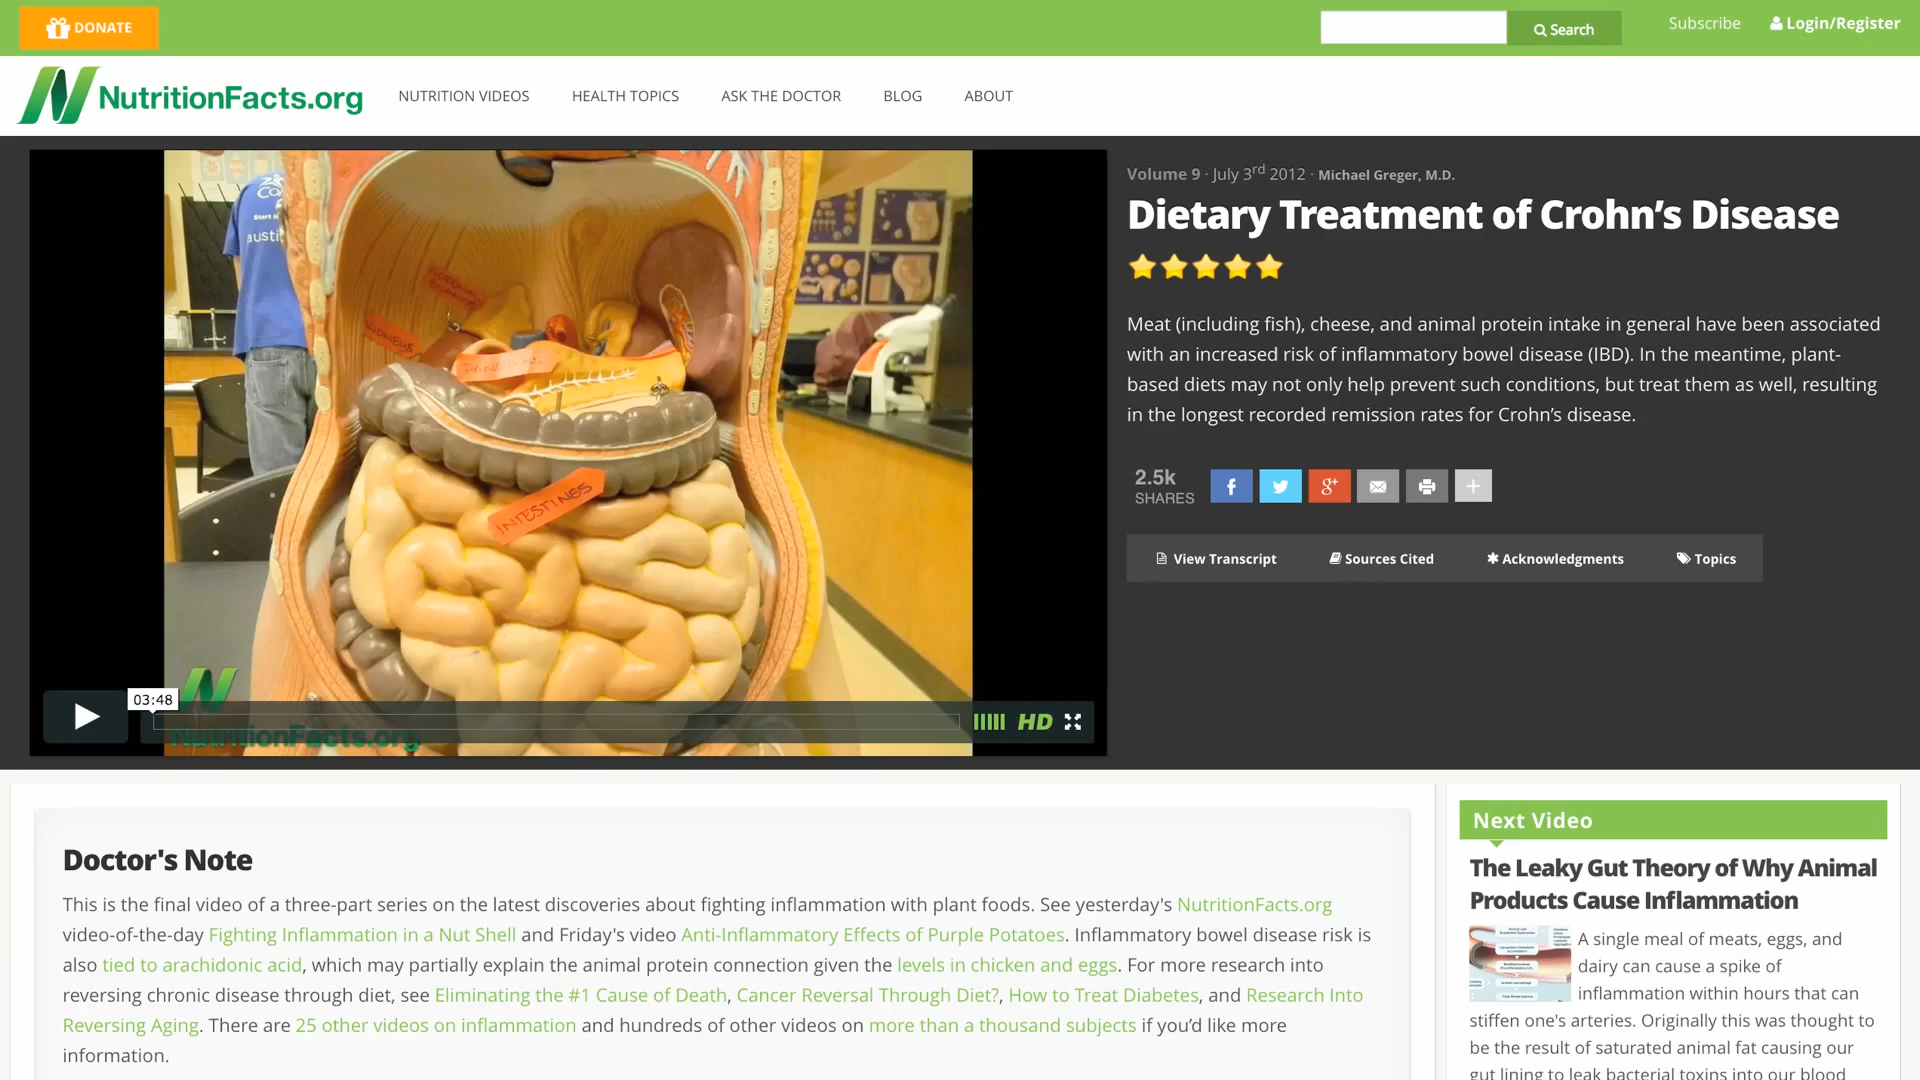 DONATE
Search
Subscribe
Login/Register
NutritionFacts.org
NUTRITION VIDEOS
HEALTH TOPICS
ASK THE DOCTOR
BLOG
ABOUT
KIDNEYS
INTESTINES
03:48
HD
NutritionFacts.org
Volume 9 · July 3rd 2012 · Michael Greger, M.D.
Dietary Treatment of Crohn’s Disease
Meat (including fish), cheese, and animal protein intake in general have been associated
with an increased risk of inflammatory bowel disease (IBD). In the meantime, plant-
based diets may not only help prevent such conditions, but treat them as well, resulting
in the longest recorded remission rates for Crohn’s disease.
2.5k
SHARES
View Transcript
Sources Cited
Acknowledgments
Topics
Doctor's Note
This is the final video of a three-part series on the latest discoveries about fighting inflammation with plant foods. See yesterday's NutritionFacts.org
video-of-the-day Fighting Inflammation in a Nut Shell and Friday's video Anti-Inflammatory Effects of Purple Potatoes. Inflammatory bowel disease risk is
also tied to arachidonic acid, which may partially explain the animal protein connection given the levels in chicken and eggs. For more research into
reversing chronic disease through diet, see Eliminating the #1 Cause of Death, Cancer Reversal Through Diet?, How to Treat Diabetes, and Research Into
Reversing Aging. There are 25 other videos on inflammation and hundreds of other videos on more than a thousand subjects if you’d like more
information.
Next Video
The Leaky Gut Theory of Why Animal
Products Cause Inflammation
A single meal of meats, eggs, and
dairy can cause a spike of
inflammation within hours that can
stiffen one's arteries. Originally this was thought to
be the result of saturated animal fat causing our
gut lining to leak bacterial toxins into our blood